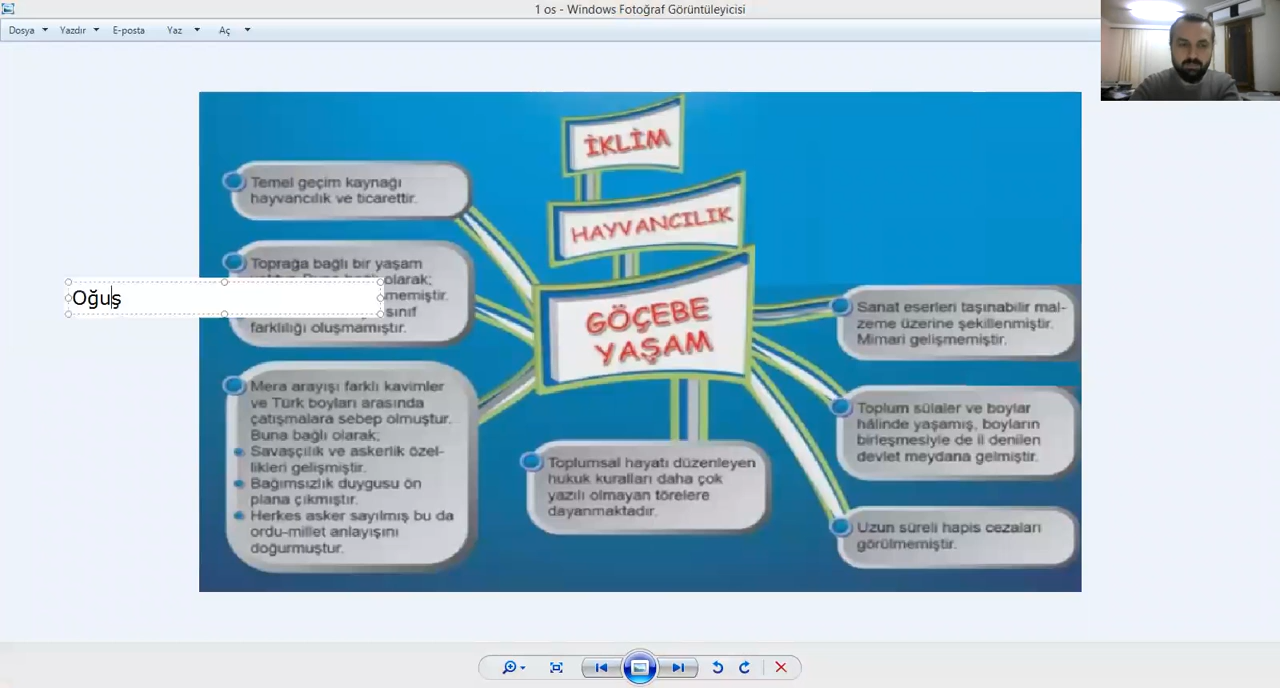 1 os - Windows Fotoğraf Görüntüleyicisi
Dosya Yazdır E-posta Yaz Aç
İKLİM
HAYVANCILIK
GÖÇEBE
YAŞAM
Temel geçim kaynağı
hayvancılık ve ticarettir.
Toprağa bağlı bir yaşam
olarak;
Oğuş
memiştir.
sınıf
farklılığı oluşmamıştır.
Mera arayışı farklı kavimler
ve Türk boyları arasında
çatışmalara sebep olmuştur.
Buna bağlı olarak;
Savaşçılık ve askerlik özel-
likleri gelişmiştir.
Bağımsızlık duygusu ön
plana çıkmıştır.
Herkes asker sayılmış bu da
ordu-millet anlayışını
doğurmuştur.
Toplumsal hayatı düzenleyen
hukuk kuralları daha çok
yazılı olmayan törelere
dayanmaktadır.
Sanat eserleri taşınabilir mal-
zeme üzerine şekillenmiştir.
Mimari gelişmemiştir.
Toplum sülaler ve boylar
hâlinde yaşamış, boyların
birleşmesiyle de il denilen
devlet meydana gelmiştir.
Uzun süreli hapis cezaları
görülmemiştir.